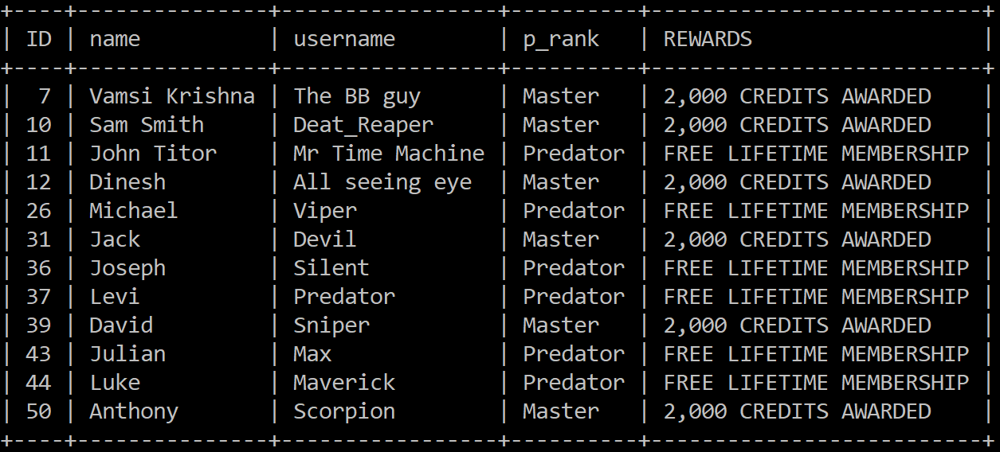 +----+---------------+------------------+----------+--------------------------+
| ID | name          | username         | p_rank   | REWARDS                  |
+----+---------------+------------------+----------+--------------------------+
|  7 | Vamsi Krishna | The BB guy       | Master   | 2,000 CREDITS AWARDED    |
| 10 | Sam Smith     | Deat_Reaper      | Master   | 2,000 CREDITS AWARDED    |
| 11 | John Titor    | Mr Time Machine  | Predator | FREE LIFETIME MEMBERSHIP |
| 12 | Dinesh        | All seeing eye   | Master   | 2,000 CREDITS AWARDED    |
| 26 | Michael       | Viper            | Predator | FREE LIFETIME MEMBERSHIP |
| 31 | Jack          | Devil            | Master   | 2,000 CREDITS AWARDED    |
| 36 | Joseph        | Silent           | Predator | FREE LIFETIME MEMBERSHIP |
| 37 | Levi          | Predator         | Predator | FREE LIFETIME MEMBERSHIP |
| 39 | David         | Sniper           | Master   | 2,000 CREDITS AWARDED    |
| 43 | Julian        | Max              | Predator | FREE LIFETIME MEMBERSHIP |
| 44 | Luke          | Maverick         | Predator | FREE LIFETIME MEMBERSHIP |
| 50 | Anthony       | Scorpion         | Master   | 2,000 CREDITS AWARDED    |
+----+---------------+------------------+----------+--------------------------+